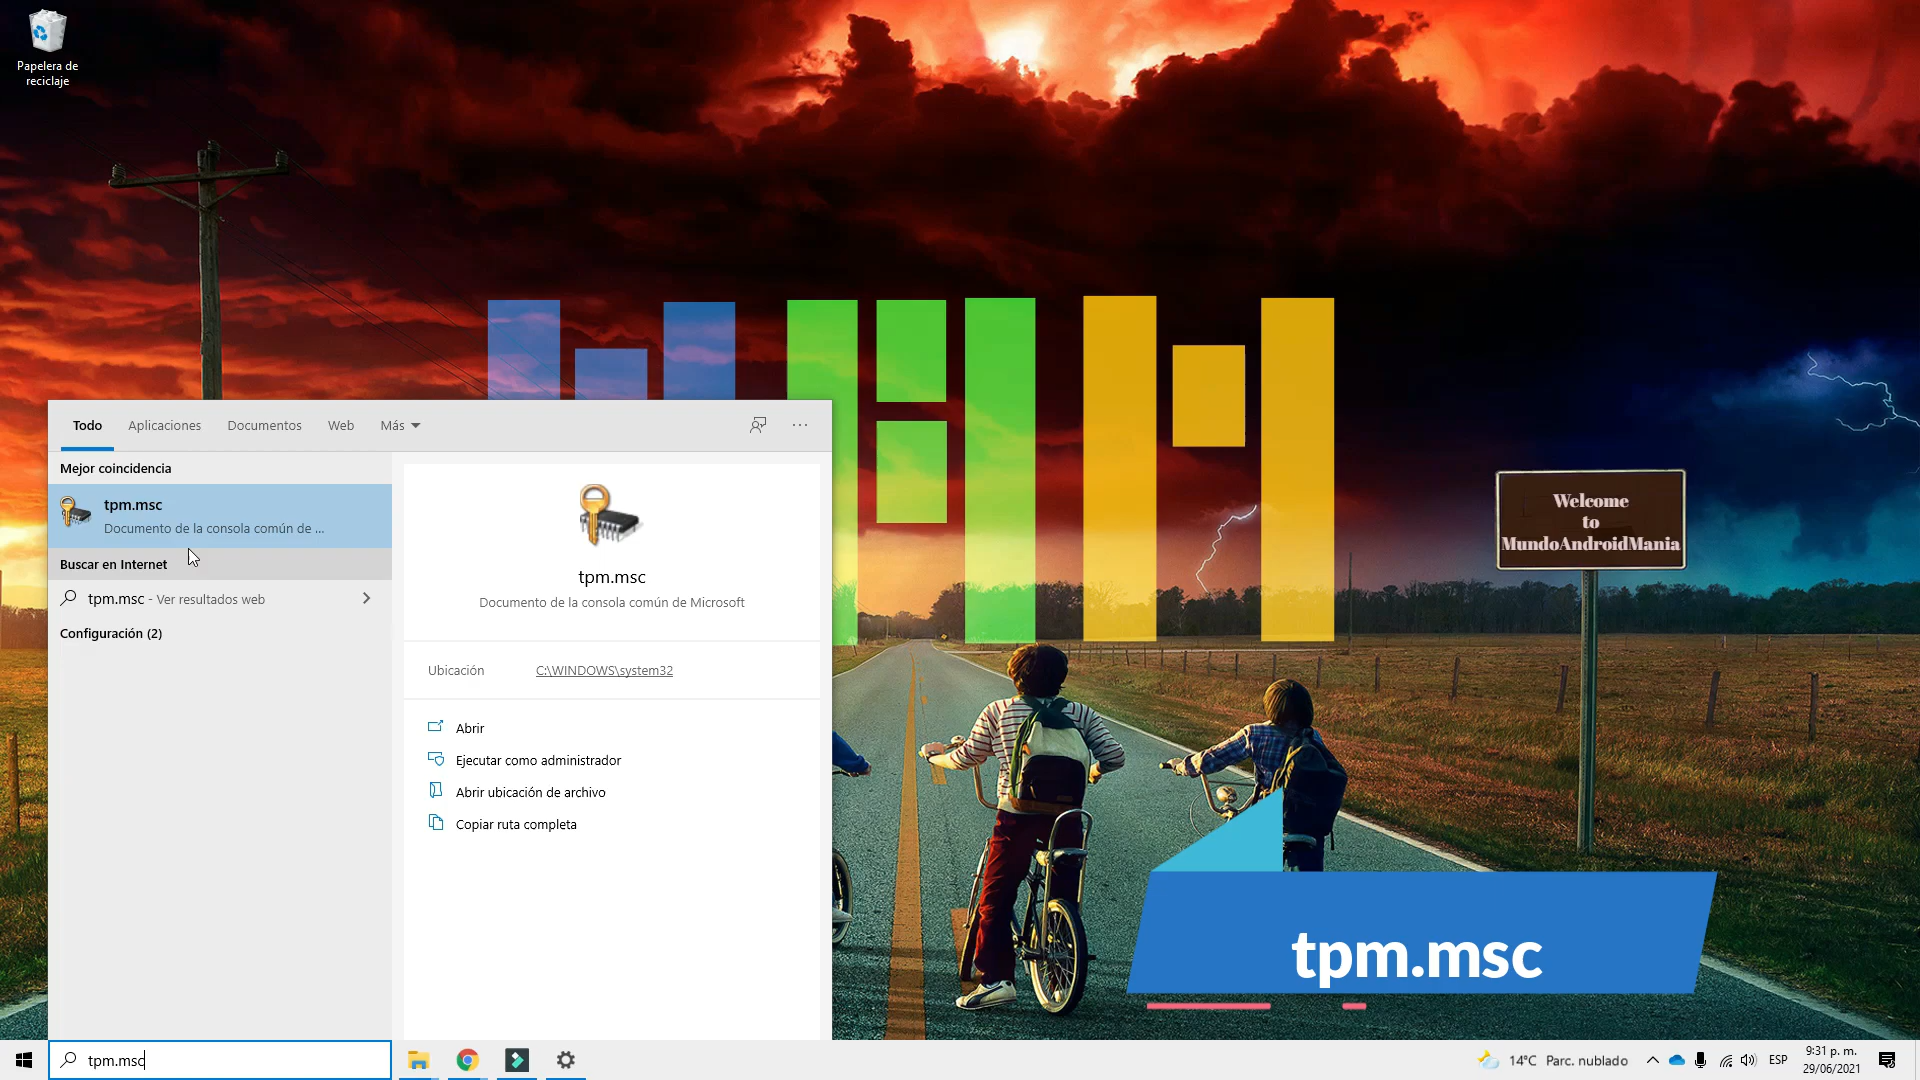 Papelera de
reciclaje
Welcome
to
MundoAndroidMania
Todo
Aplicaciones
Documentos
Web
Más
Mejor coincidencia
tpm.msc
Documento de la consola común de ...
Buscar en Internet
tpm.msc - Ver resultados web
Configuración (2)
tpm.msc
Documento de la consola común de Microsoft
Ubicación
C:\WINDOWS\system32
Abrir
Ejecutar como administrador
Abrir ubicación de archivo
Copiar ruta completa
tpm.msc
tpm.msc
14°C Parc. nublado
ESP
9:31 p. m.
29/06/2021